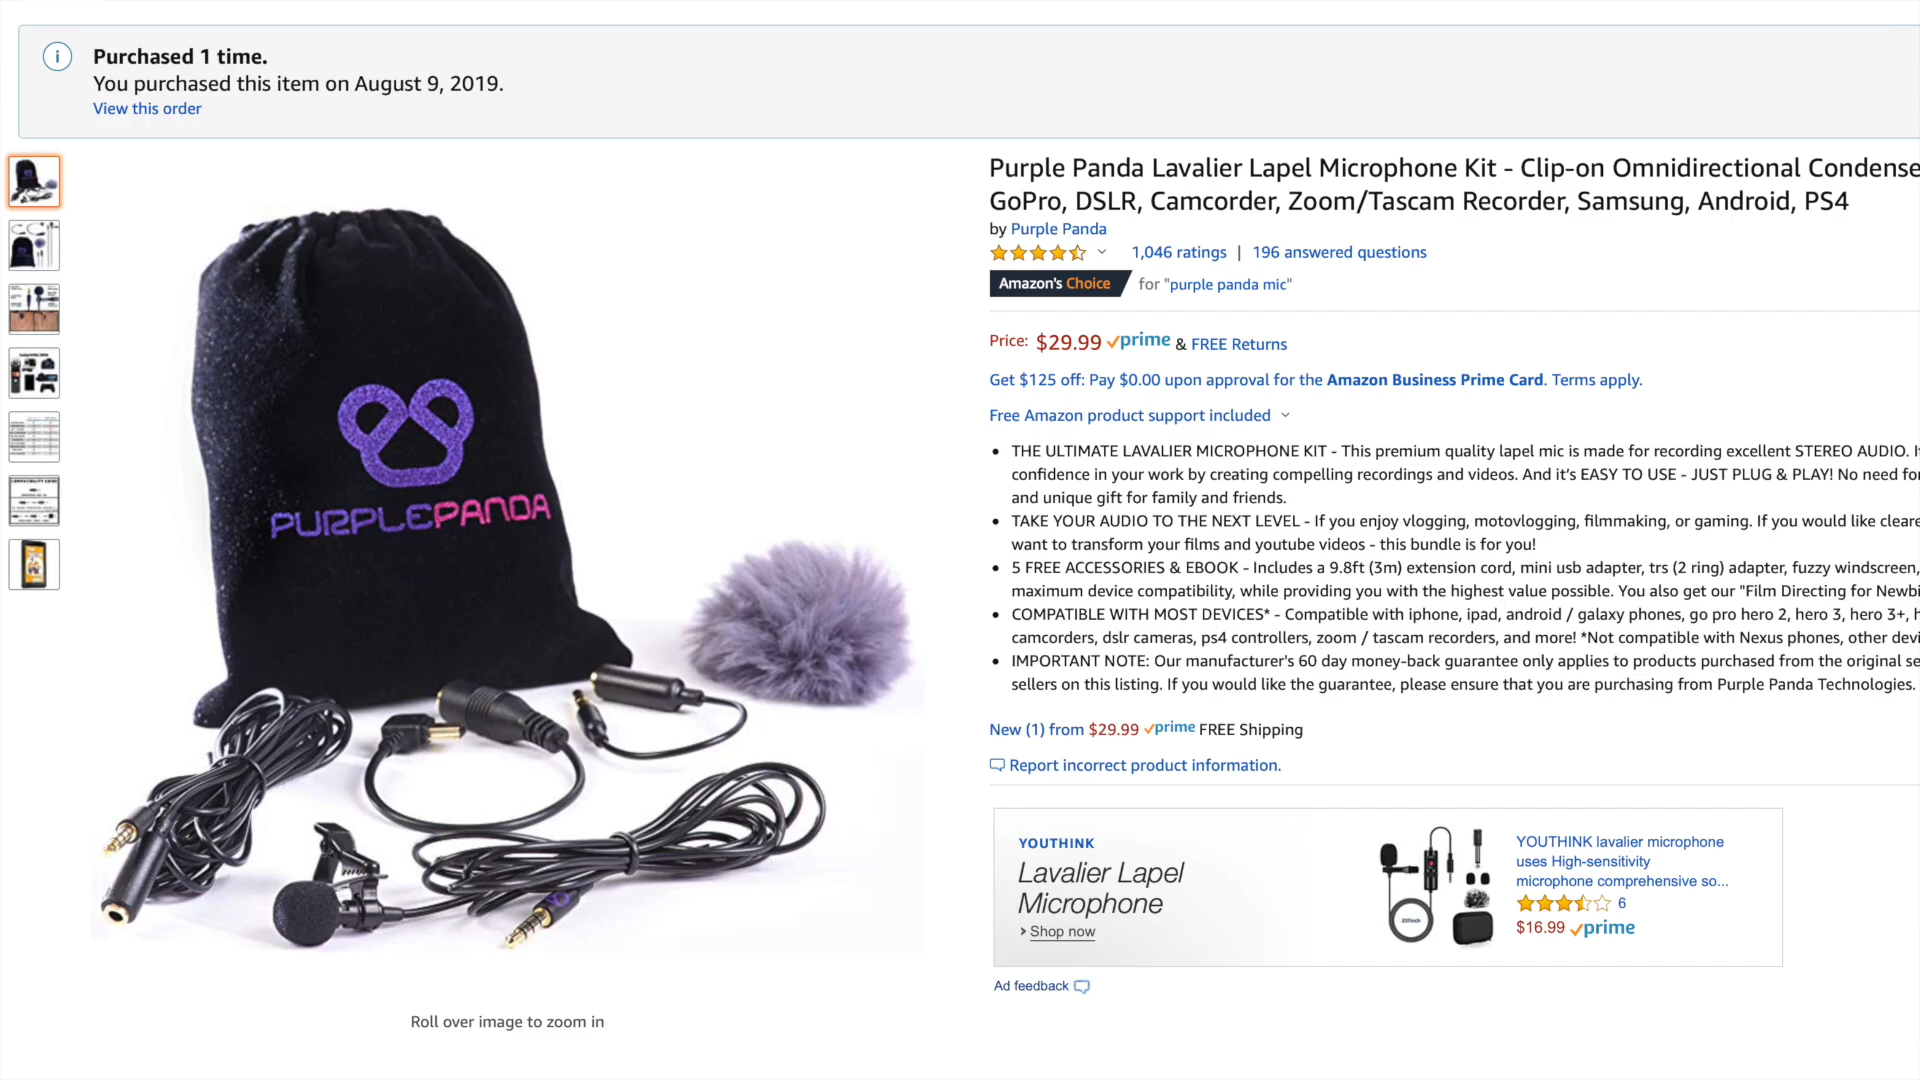 Purchased 1 time.
You purchased this item on August 9, 2019.
View this order
PURPLEPANDA
Roll over image to zoom in
Purple Panda Lavalier Lapel Microphone Kit - Clip-on Omnidirectional Condense
GoPro, DSLR, Camcorder, Zoom/Tascam Recorder, Samsung, Android, PS4
by Purple Panda
1,046 ratings | 196 answered questions
Amazon's Choice for "purple panda mic"
Price: $29.99 prime & FREE Returns
Get $125 off: Pay $0.00 upon approval for the Amazon Business Prime Card. Terms apply.
Free Amazon product support included
THE ULTIMATE LAVALIER MICROPHONE KIT - This premium quality lapel mic is made for recording excellent STEREO AUDIO.
confidence in your work by creating compelling recordings and videos. And it's EASY TO USE - JUST PLUG & PLAY! No need for
and unique gift for family and friends.
TAKE YOUR AUDIO TO THE NEXT LEVEL - If you enjoy vlogging, motovlogging, filmmaking, or gaming. If you would like cleare
want to transform your films and youtube videos - this bundle is for you!
5 FREE ACCESSORIES & EBOOK - Includes a 9.8ft (3m) extension cord, mini usb adapter, trs (2 ring) adapter, fuzzy windscreen,
maximum device compatibility, while providing you with the highest value possible. You also get our "Film Directing for Newbi
COMPATIBLE WITH MOST DEVICES* - Compatible with iphone, ipad, android / galaxy phones, go pro hero 2, hero 3, hero 3+,
camcorders, dslr cameras, ps4 controllers, zoom / tascam recorders, and more! *Not compatible with Nexus phones, other devi
IMPORTANT NOTE: Our manufacturer's 60 day money-back guarantee only applies to products purchased from the original se
sellers on this listing. If you would like the guarantee, please ensure that you are purchasing from Purple Panda Technologies.
New (1) from $29.99 prime FREE Shipping
Report incorrect product information.
YOUTHINK
Lavalier Lapel
Microphone
Shop now
YOUTHINK lavalier microphone
uses High-sensitivity
microphone comprehensive so...
6
$16.99 prime
Ad feedback